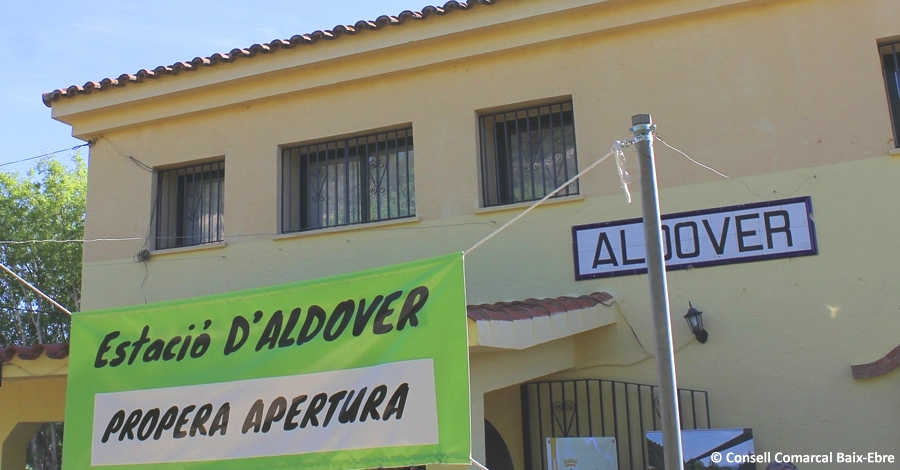 ALDOVER
Estació D'ALDOVER
PROPERA APERTURA
© Consell Comarcal Baix-Ebre